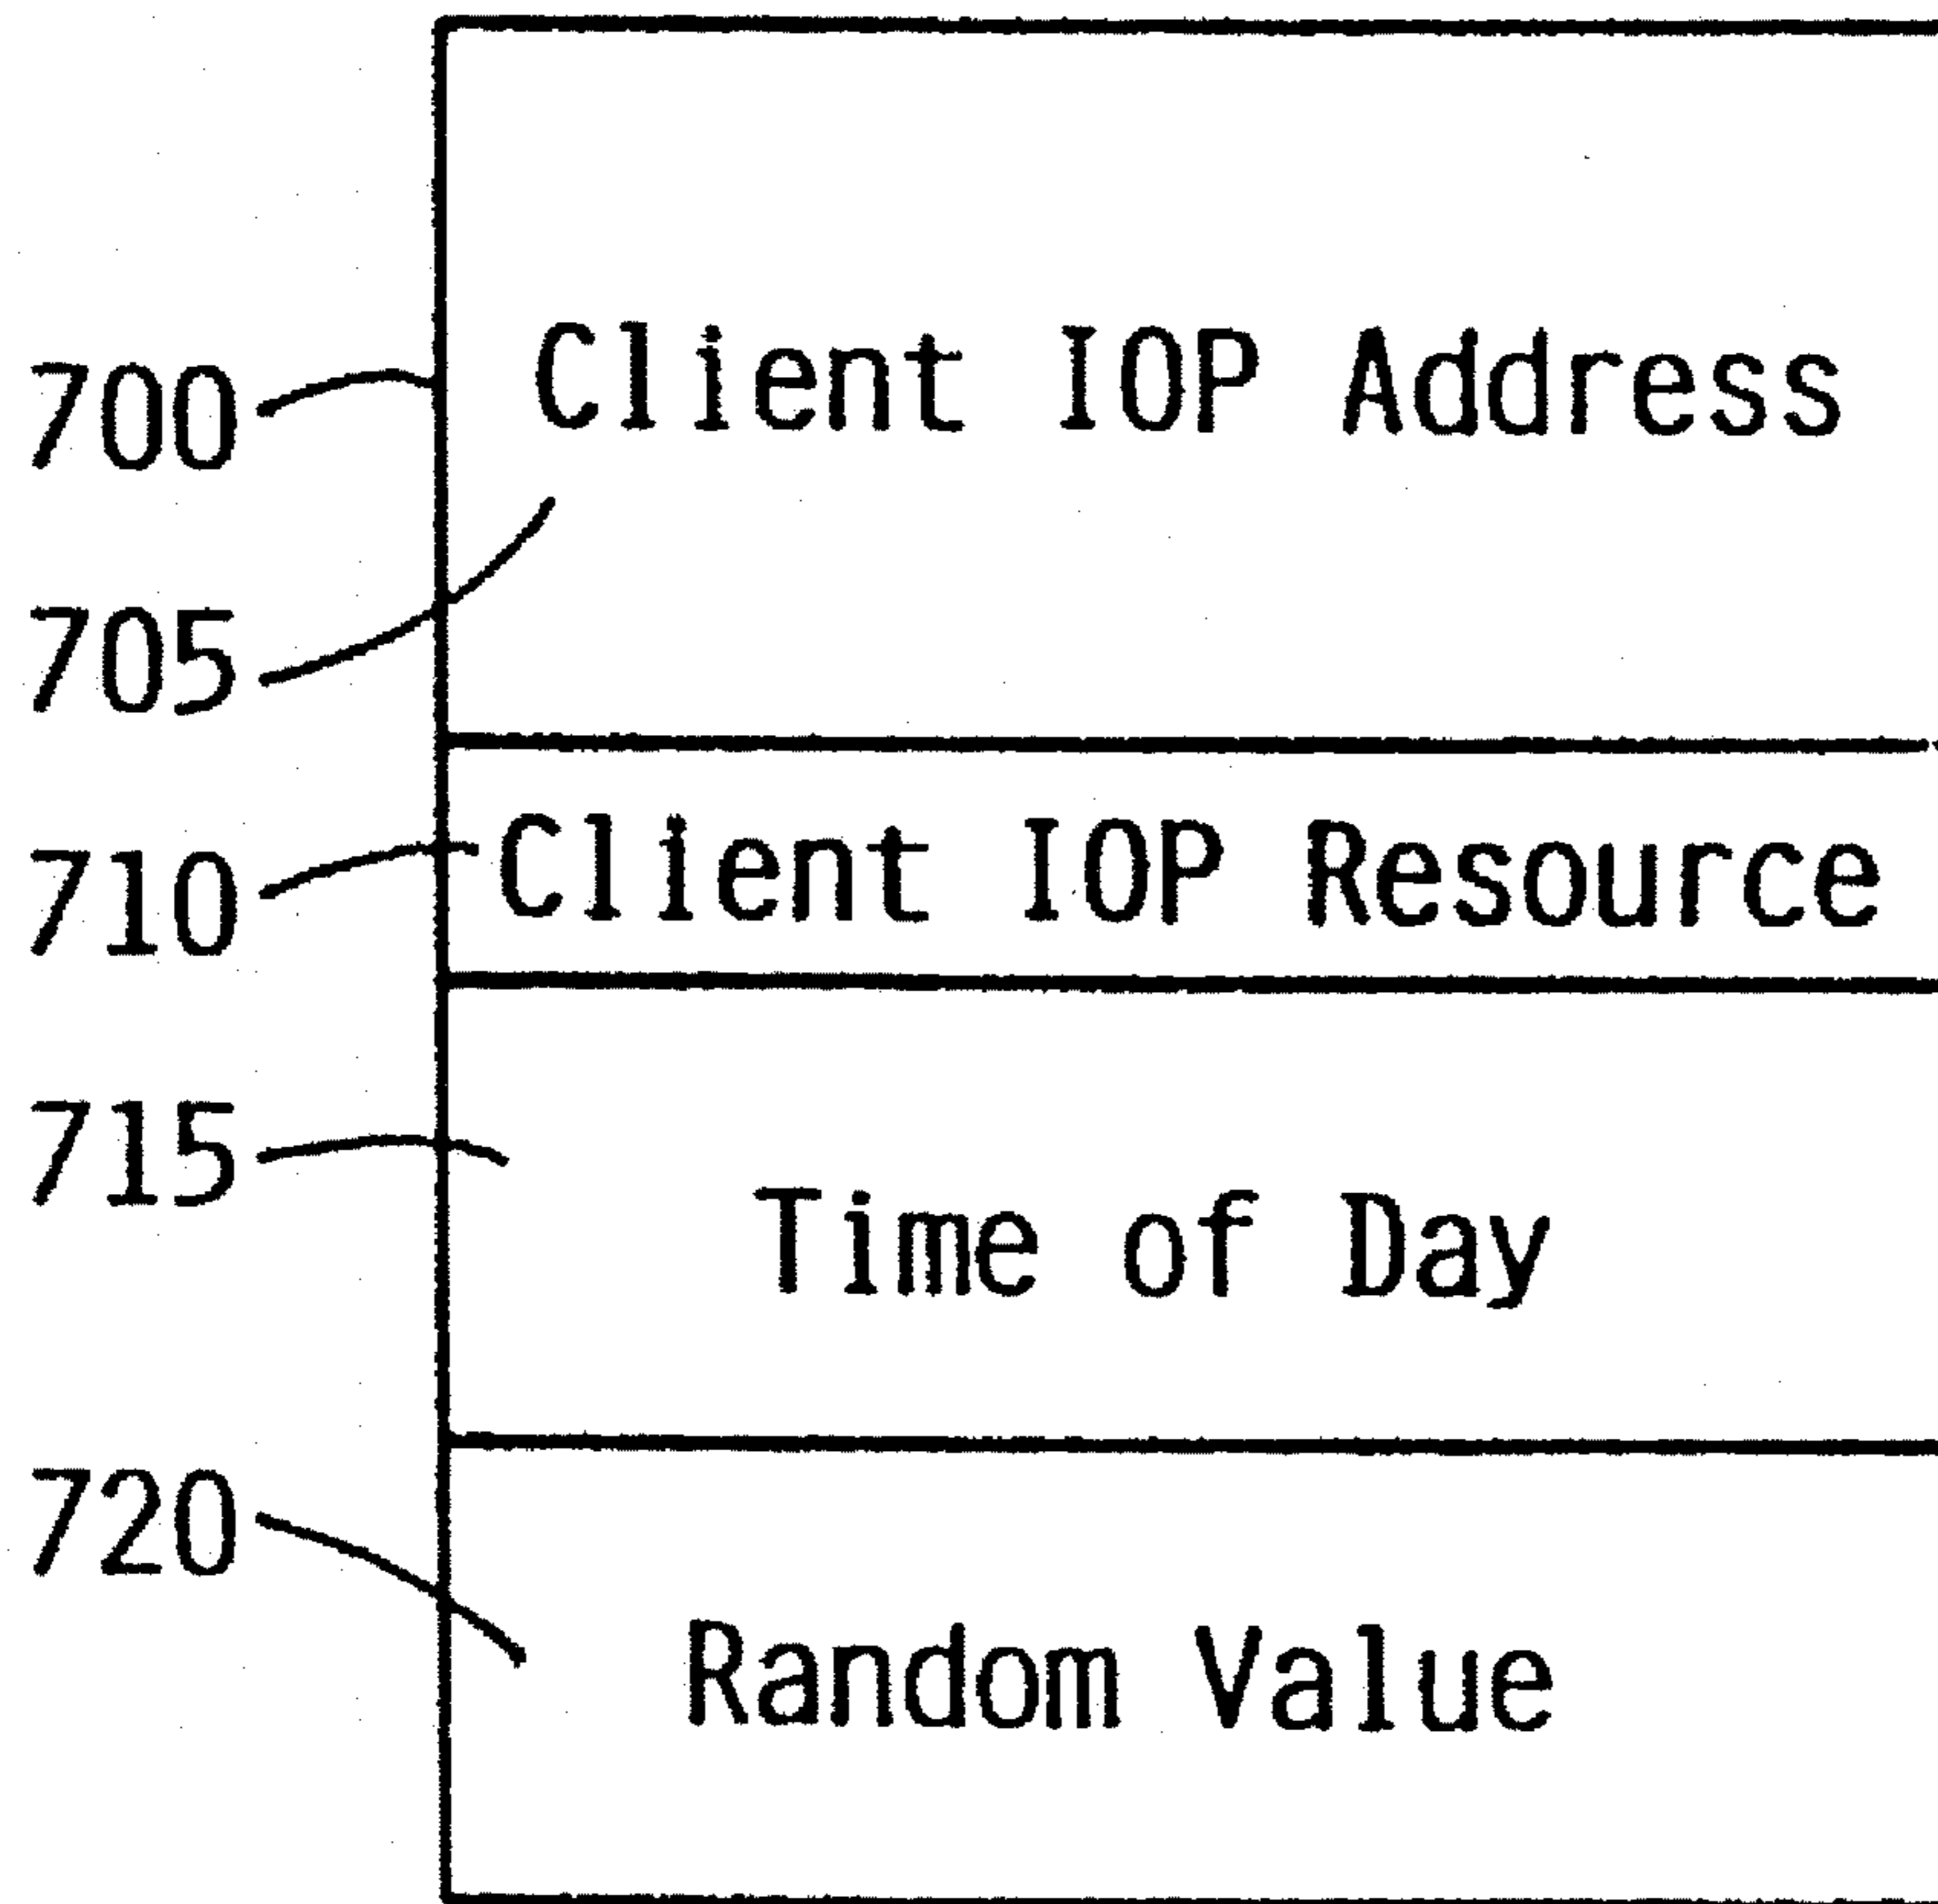 700 Client IOP Address
705
710 Client IOP Resource
715
Time of Day
720
Random Value